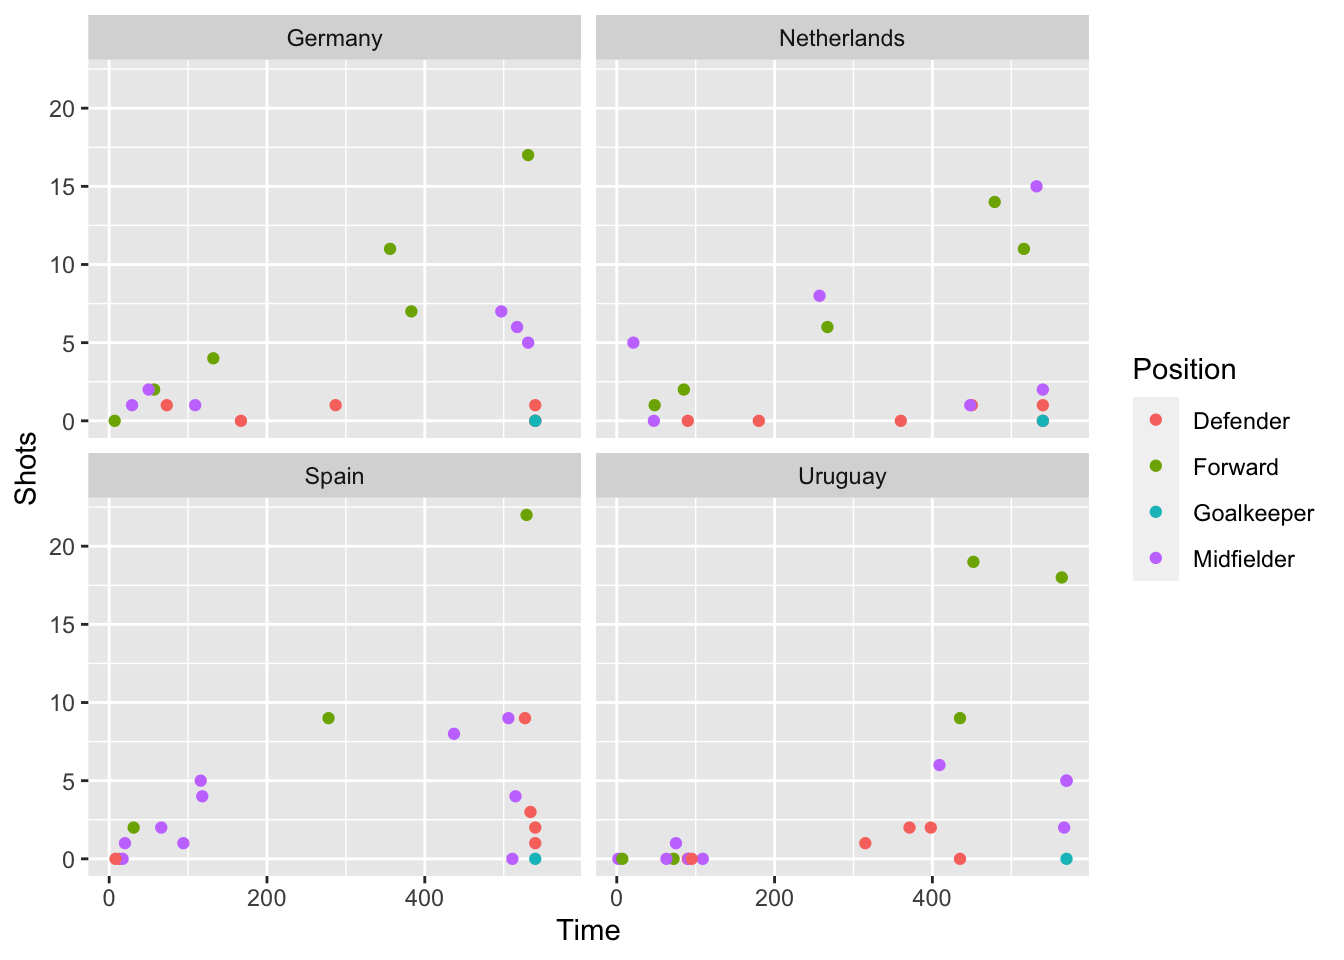 Germany
Netherlands
20
15
10
5
0
Spain
Uruguay
20
15
10
5
0
0
200
400
0
200
400
Time
Shots
Position
Defender
Forward
Goalkeeper
Midfielder